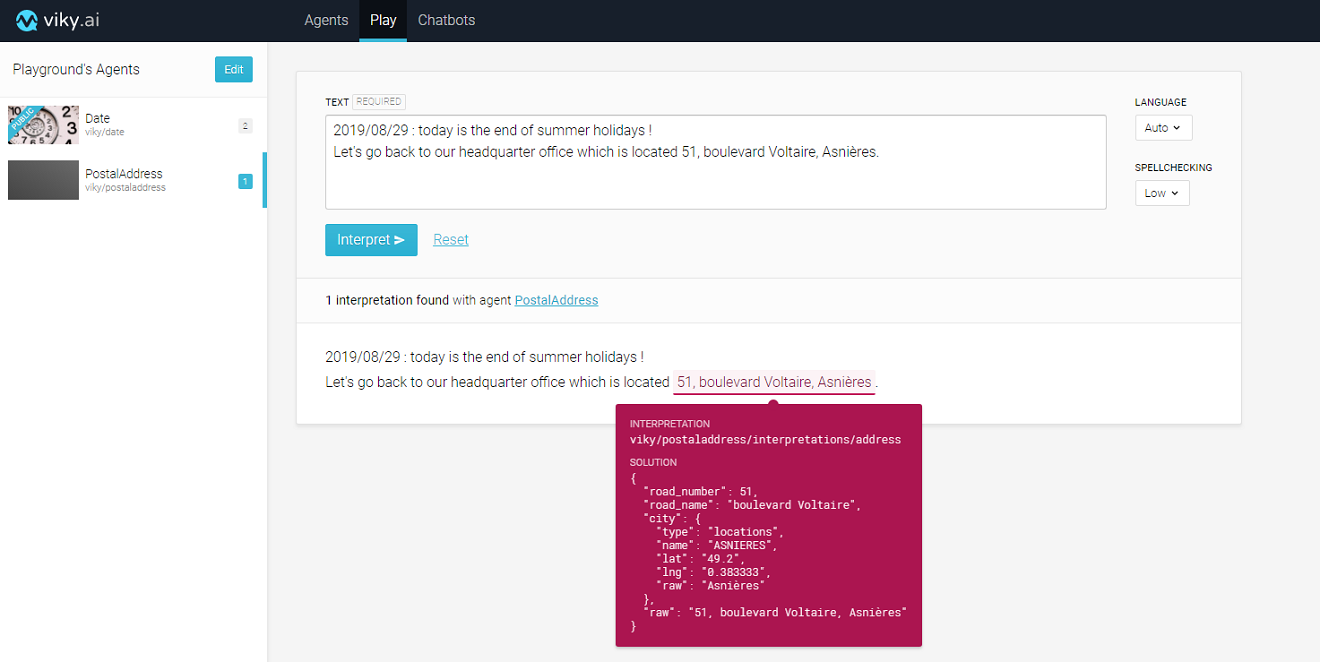 viky.ai
Agents Play Chatbots
Playground's Agents Edit
PUBLIC
Date
viky/date
2
PostalAddress
viky/postaladdress
1
TEXT REQUIRED
2019/08/29 : today is the end of summer holidays !
Let's go back to our headquarter office which is located 51, boulevard Voltaire, Asnières.
LANGUAGE
Auto
SPELLCHECKING
Low
Interpret Reset
1 interpretation found with agent PostalAddress
2019/08/29 : today is the end of summer holidays !
Let's go back to our headquarter office which is located 51, boulevard Voltaire, Asnières .
INTERPRETATION
viky/postaladdress/interpretations/address
SOLUTION
{
"road_number": 51,
"road_name": "boulevard Voltaire",
"city": {
"type": "locations",
"name": "ASNIERES",
"lat": "49.2",
"lng": "0.383333",
"raw": "Asnières"
},
"raw": "51, boulevard Voltaire, Asnières"
}